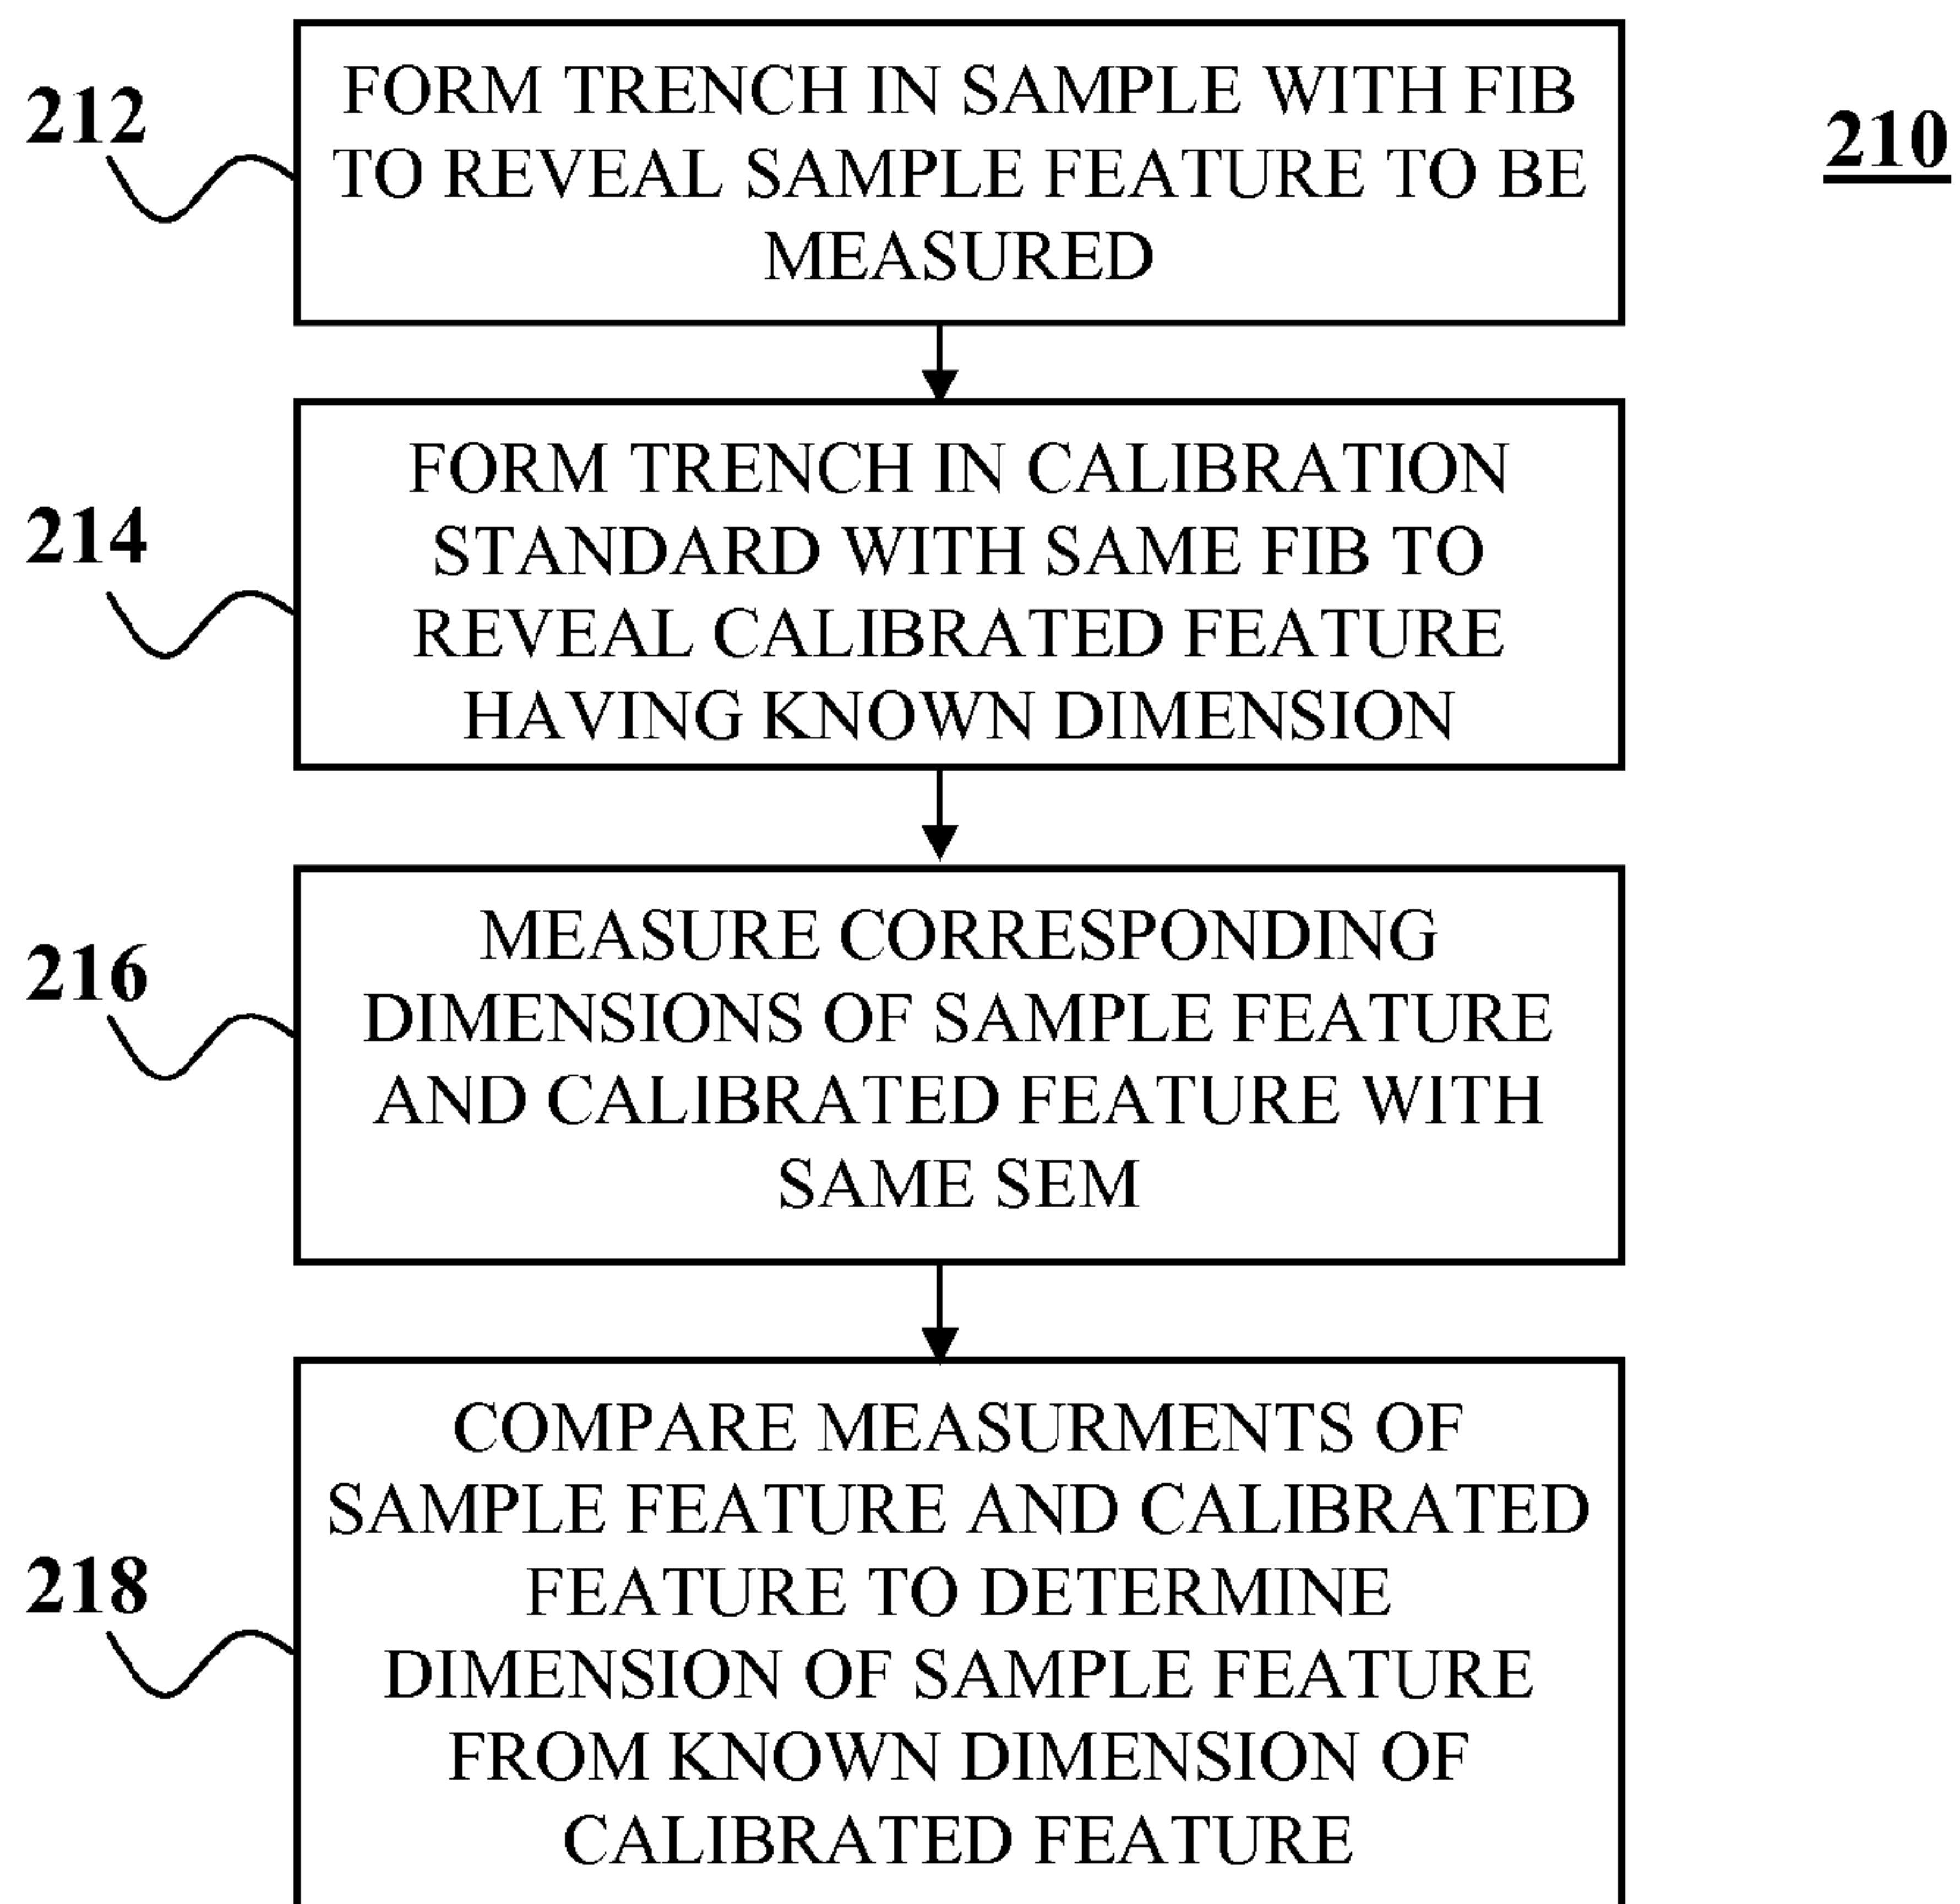 210
212
FORM TRENCH IN SAMPLE WITH FIB
TO REVEAL SAMPLE FEATURE TO BE
MEASURED
214
FORM TRENCH IN CALIBRATION
STANDARD WITH SAME FIB TO
REVEAL CALIBRATED FEATURE
HAVING KNOWN DIMENSION
216
MEASURE CORRESPONDING
DIMENSIONS OF SAMPLE FEATURE
AND CALIBRATED FEATURE WITH
SAME SEM
218
COMPARE MEASURMENTS OF
SAMPLE FEATURE AND CALIBRATED
FEATURE TO DETERMINE
DIMENSION OF SAMPLE FEATURE
FROM KNOWN DIMENSION OF
CALIBRATED FEATURE